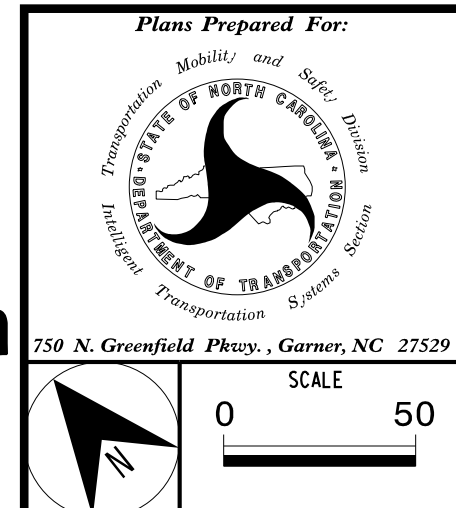 Plans Prepared For:
Transportation Mobility and Safety Division
STATE OF NORTH CAROLINA
DEPARTMENT OF TRANSPORTATION
Intelligent Transportation Systems Section
750 N. Greenfield Pkwy. , Garner, NC 27529
SCALE
0 50
N